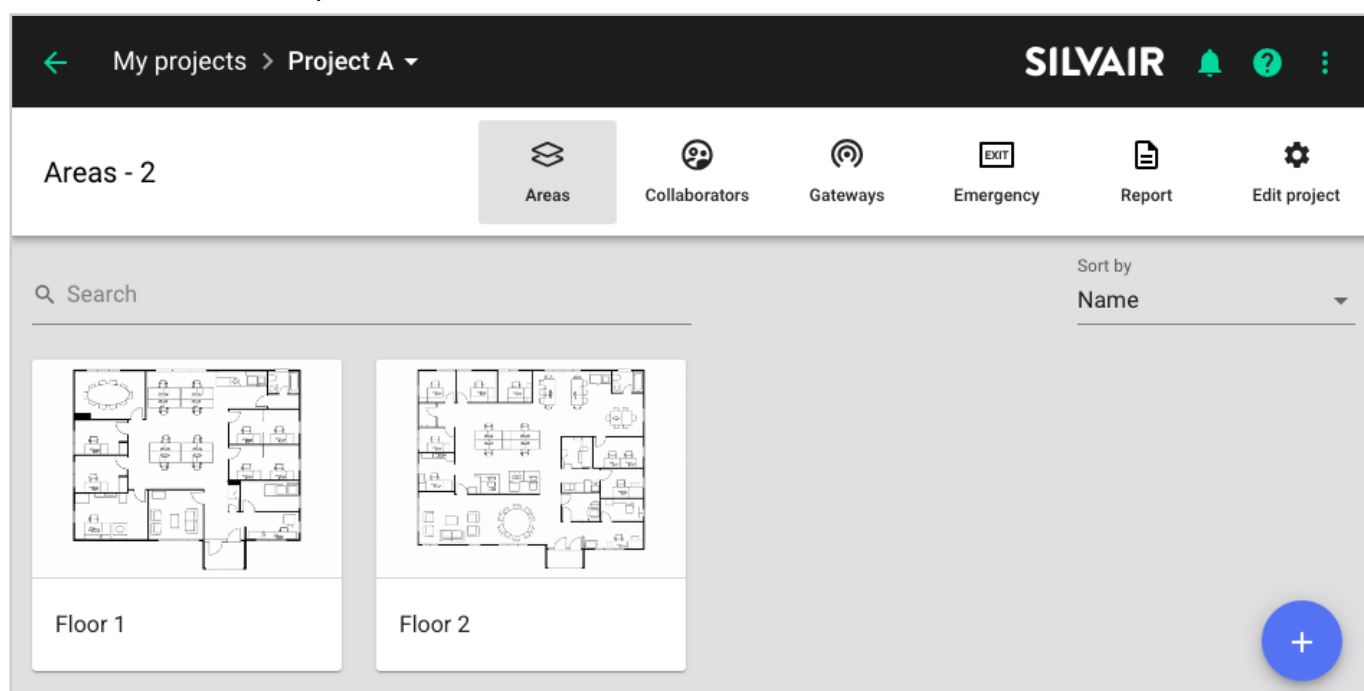 My projects > Project A
SILVAIR
Areas - 2
Areas
Collaborators
Gateways
EXIT
Emergency
Report
Edit project
Search
Sort by
Name
Floor 1
Floor 2